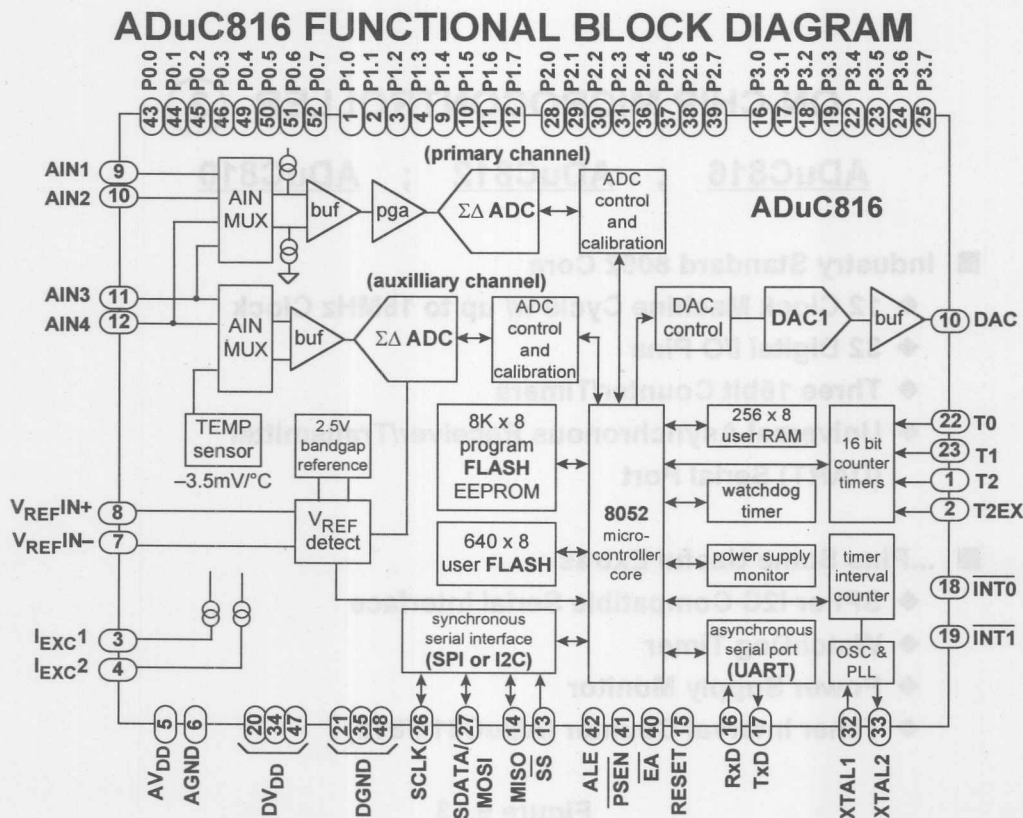 ADuC816 FUNCTIONAL BLOCK DIAGRAM
P0.0 P0.1 P0.2 P0.3 P0.4 P0.5 P0.6 P0.7 P1.0 P1.1 P1.2 P1.3 P1.4 P1.5 P1.6 P1.7 P2.0 P2.1 P2.2 P2.3 P2.4 P2.5 P2.6 P2.7 P3.0 P3.1 P3.2 P3.3 P3.4 P3.5 P3.6 P3.7
43 44 45 46 49 50 51 52 1 2 3 4 9 10 11 12 28 29 30 31 36 37 38 39 16 17 18 19 22 23 24 25
(primary channel)
AIN1 9
AIN2 10
AIN
MUX
buf
pga
ΣΔ ADC
ADC
control
and
calibration
ADuC816
(auxilliary channel)
AIN3 11
AIN4 12
AIN
MUX
buf
ΣΔ ADC
ADC
control
and
calibration
DAC
control
DAC1
buf
10 DAC
TEMP
sensor
–3.5mV/°C
2.5V
bandgap
reference
8K x 8
program
FLASH
EEPROM
256 x 8
user RAM
16 bit
counter
timers
22 T0
23 T1
1 T2
2 T2EX
VREFIN+ 8
VREFIN– 7
VREF
detect
8052
micro-
controller
core
watchdog
timer
640 x 8
user FLASH
power supply
monitor
timer
interval
counter
18 INT0
19 INT1
IEXC1 3
IEXC2 4
synchronous
serial interface
(SPI or I2C)
asynchronous
serial port
(UART)
OSC &
PLL
5 6 20 34 47 21 35 48 26 27 14 13 42 41 40 15 16 17 32 33
AVDD
AGND
DVDD
DGND
SCLK
SDATA/
MOSI
MISO
SS
ALE
PSEN
EA
RESET
RxD
TxD
XTAL1
XTAL2
ADuC816 ; ADuC812 ; ADuC810
Industry Standard 8052 Core